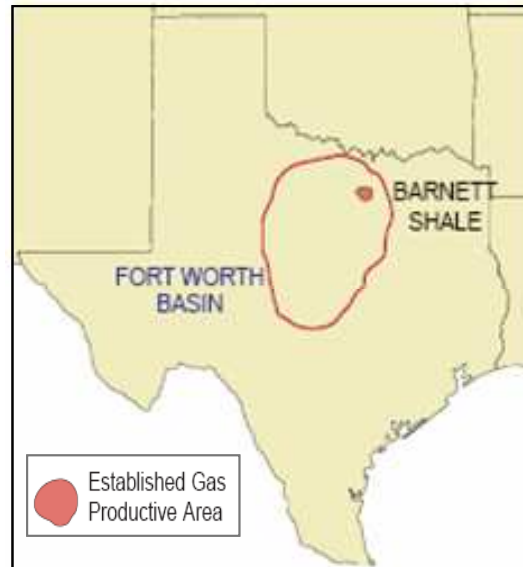 BARNETT
SHALE
FORT WORTH
BASIN
Established Gas
Productive Area